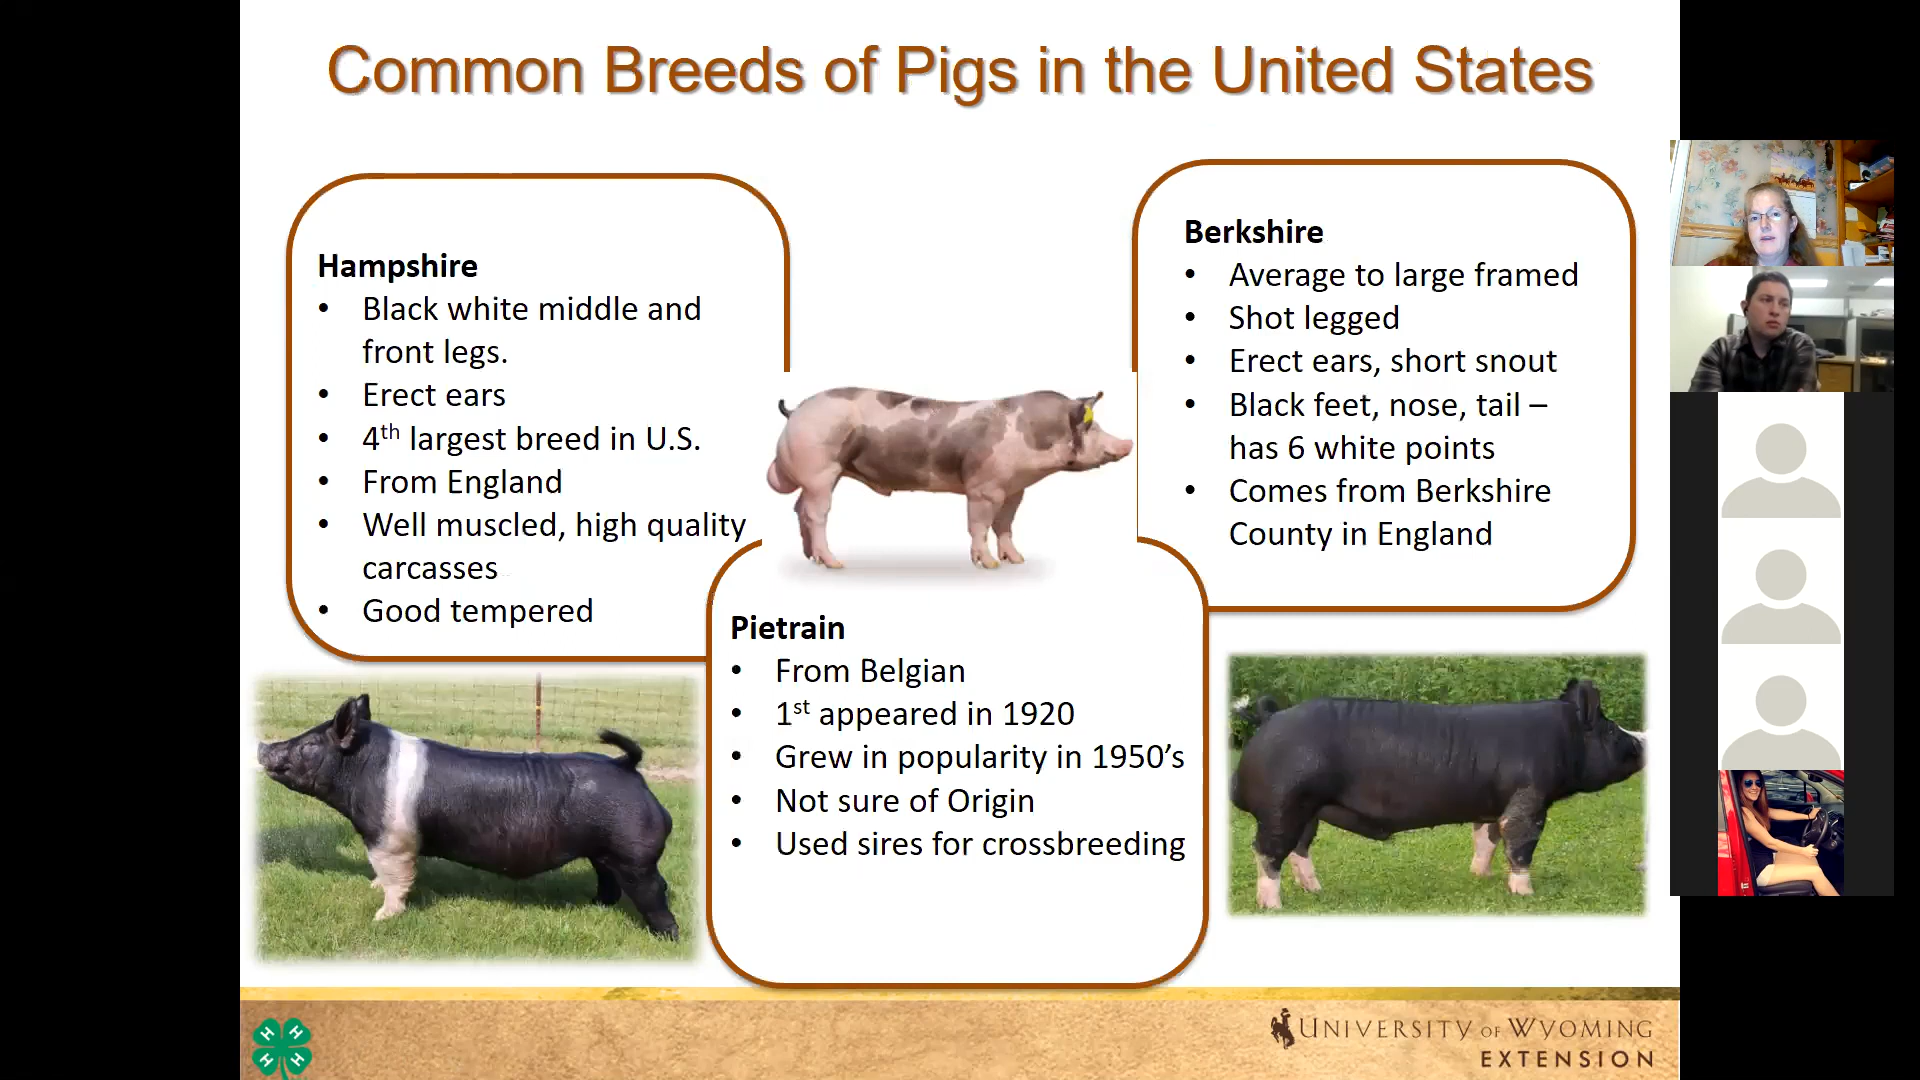 Common Breeds of Pigs in the United States
Hampshire
• Black white middle and
front legs.
• Erect ears
• 4th largest breed in U.S.
• From England
• Well muscled, high quality
carcasses
• Good tempered
Berkshire
• Average to large framed
• Shot legged
• Erect ears, short snout
• Black feet, nose, tail –
has 6 white points
• Comes from Berkshire
County in England
Pietrain
• From Belgian
• 1st appeared in 1920
• Grew in popularity in 1950’s
• Not sure of Origin
• Used sires for crossbreeding
H H
H H
UNIVERSITY OF WYOMING
EXTENSION